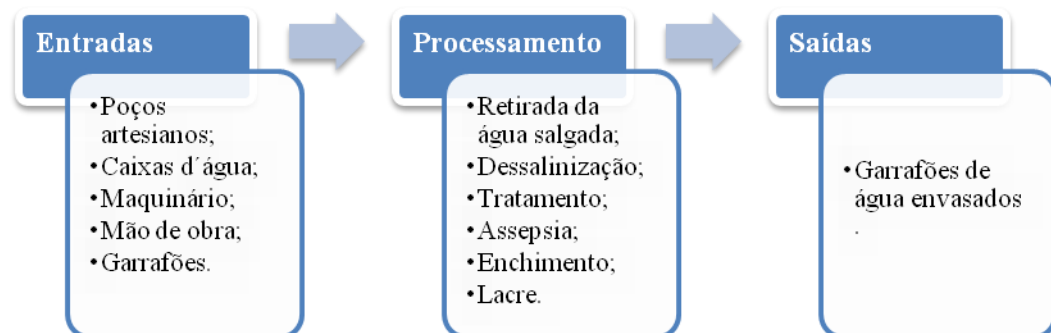 Entradas
•Poços
artesianos;
•Caixas d´água;
•Maquinário;
•Mão de obra;
•Garrafões.
Processamento
•Retirada da
água salgada;
•Dessalinização;
•Tratamento;
•Assepsia;
•Enchimento;
•Lacre.
Saídas
•Garrafões de
água envasados
.